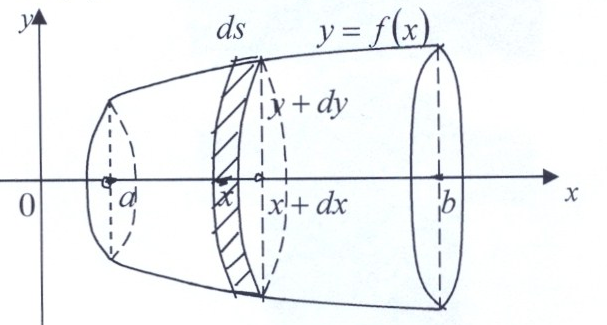 y
ds
y = f(x)
y + dy
0
a
x
x + dx
b
x